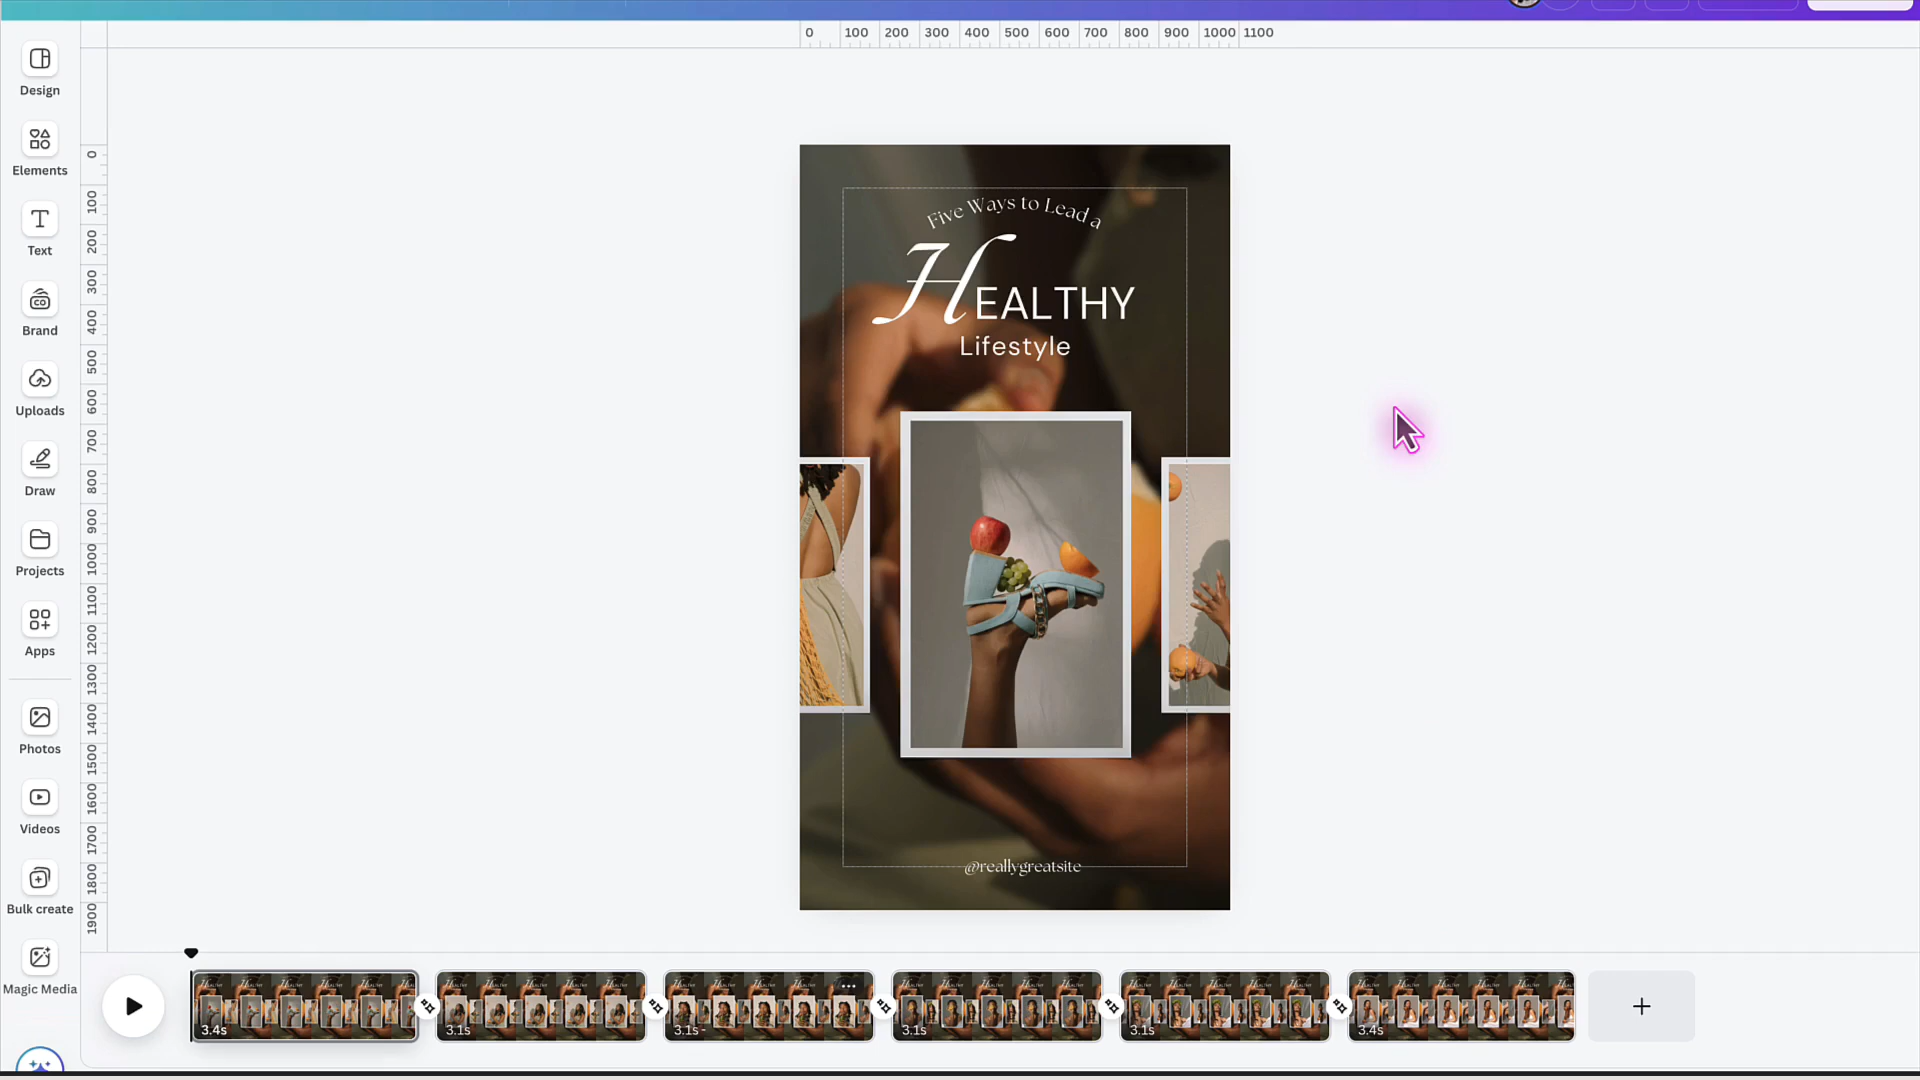 0 100 200 300 400 500 600 700 800 900 1000 1100
Design
Elements
Text
Brand
Uploads
Draw
Projects
Apps
Photos
Videos
Bulk create
Magic Media
0
100
200
300
400
500
600
700
800
900
1000
1100
1200
1300
1400
1500
1600
1700
1800
1900
Five Ways to Lead a
HEALTHY
Lifestyle
@reallygreatsite
3.4s
3.1s
3.1s -
3.1s
3.1s
3.4s